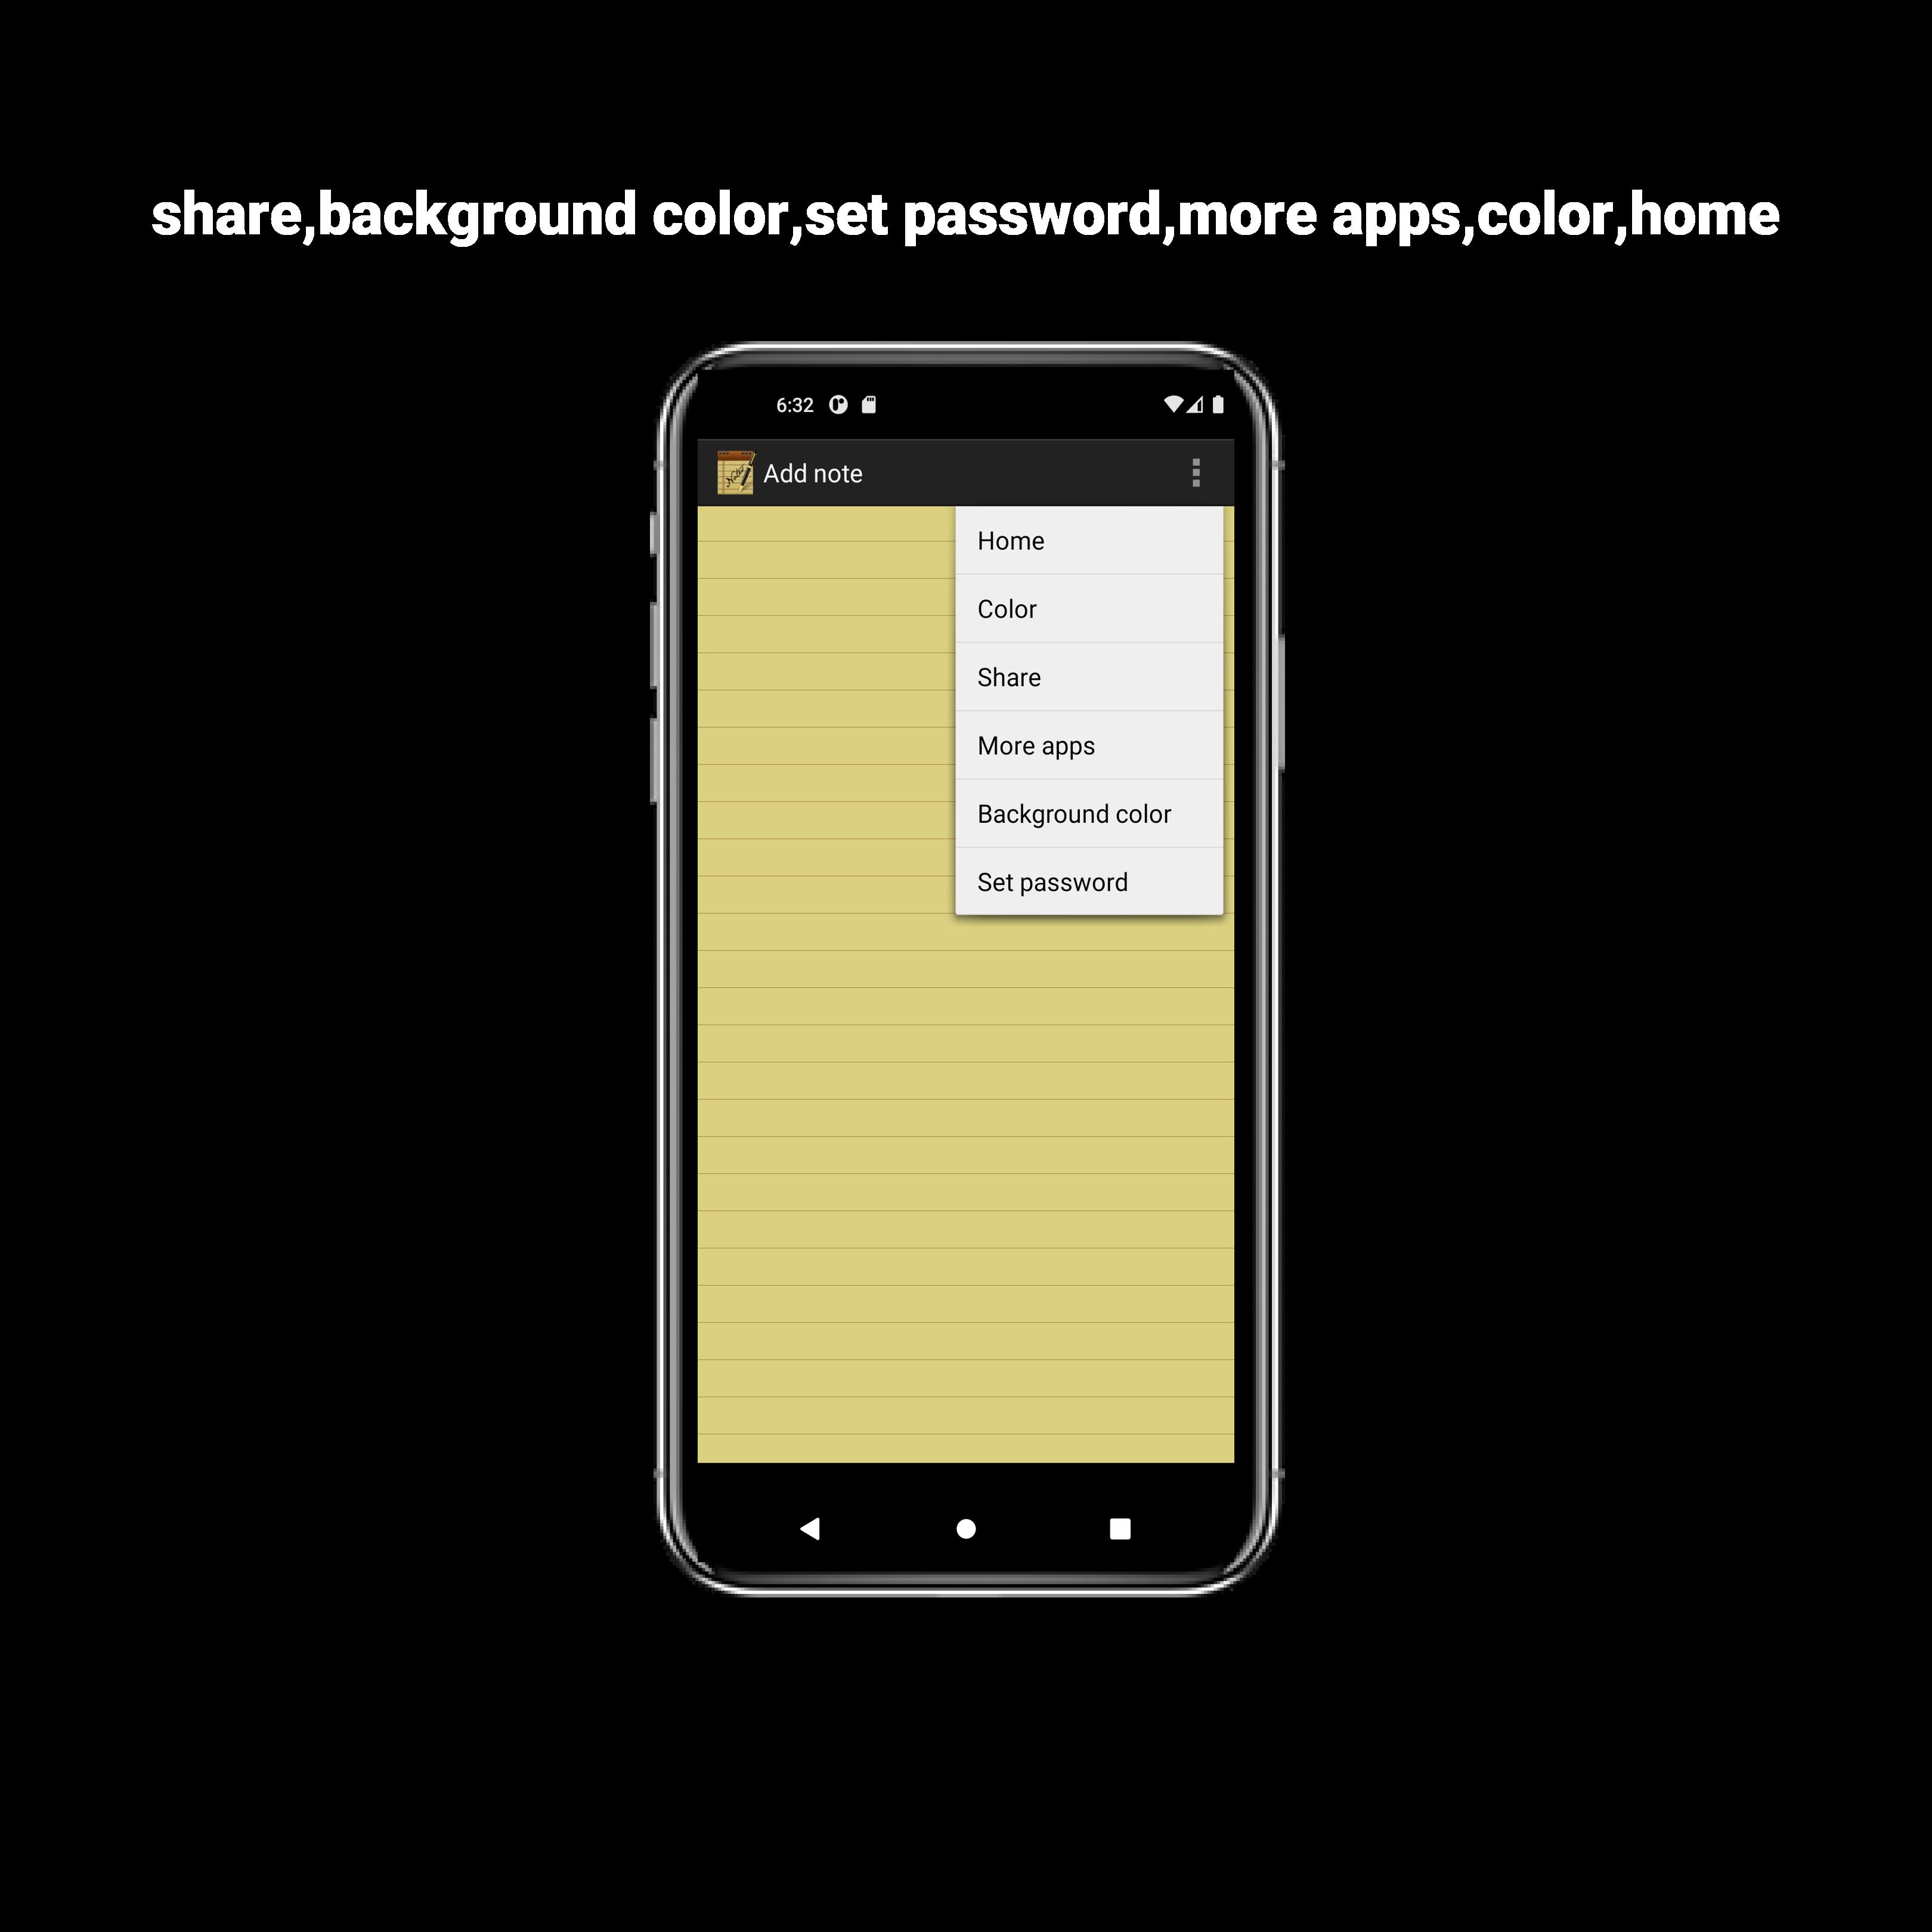 share,background color,set password,more apps,color,home
6:32
Notes
Add note
Home
Color
Share
More apps
Background color
Set password